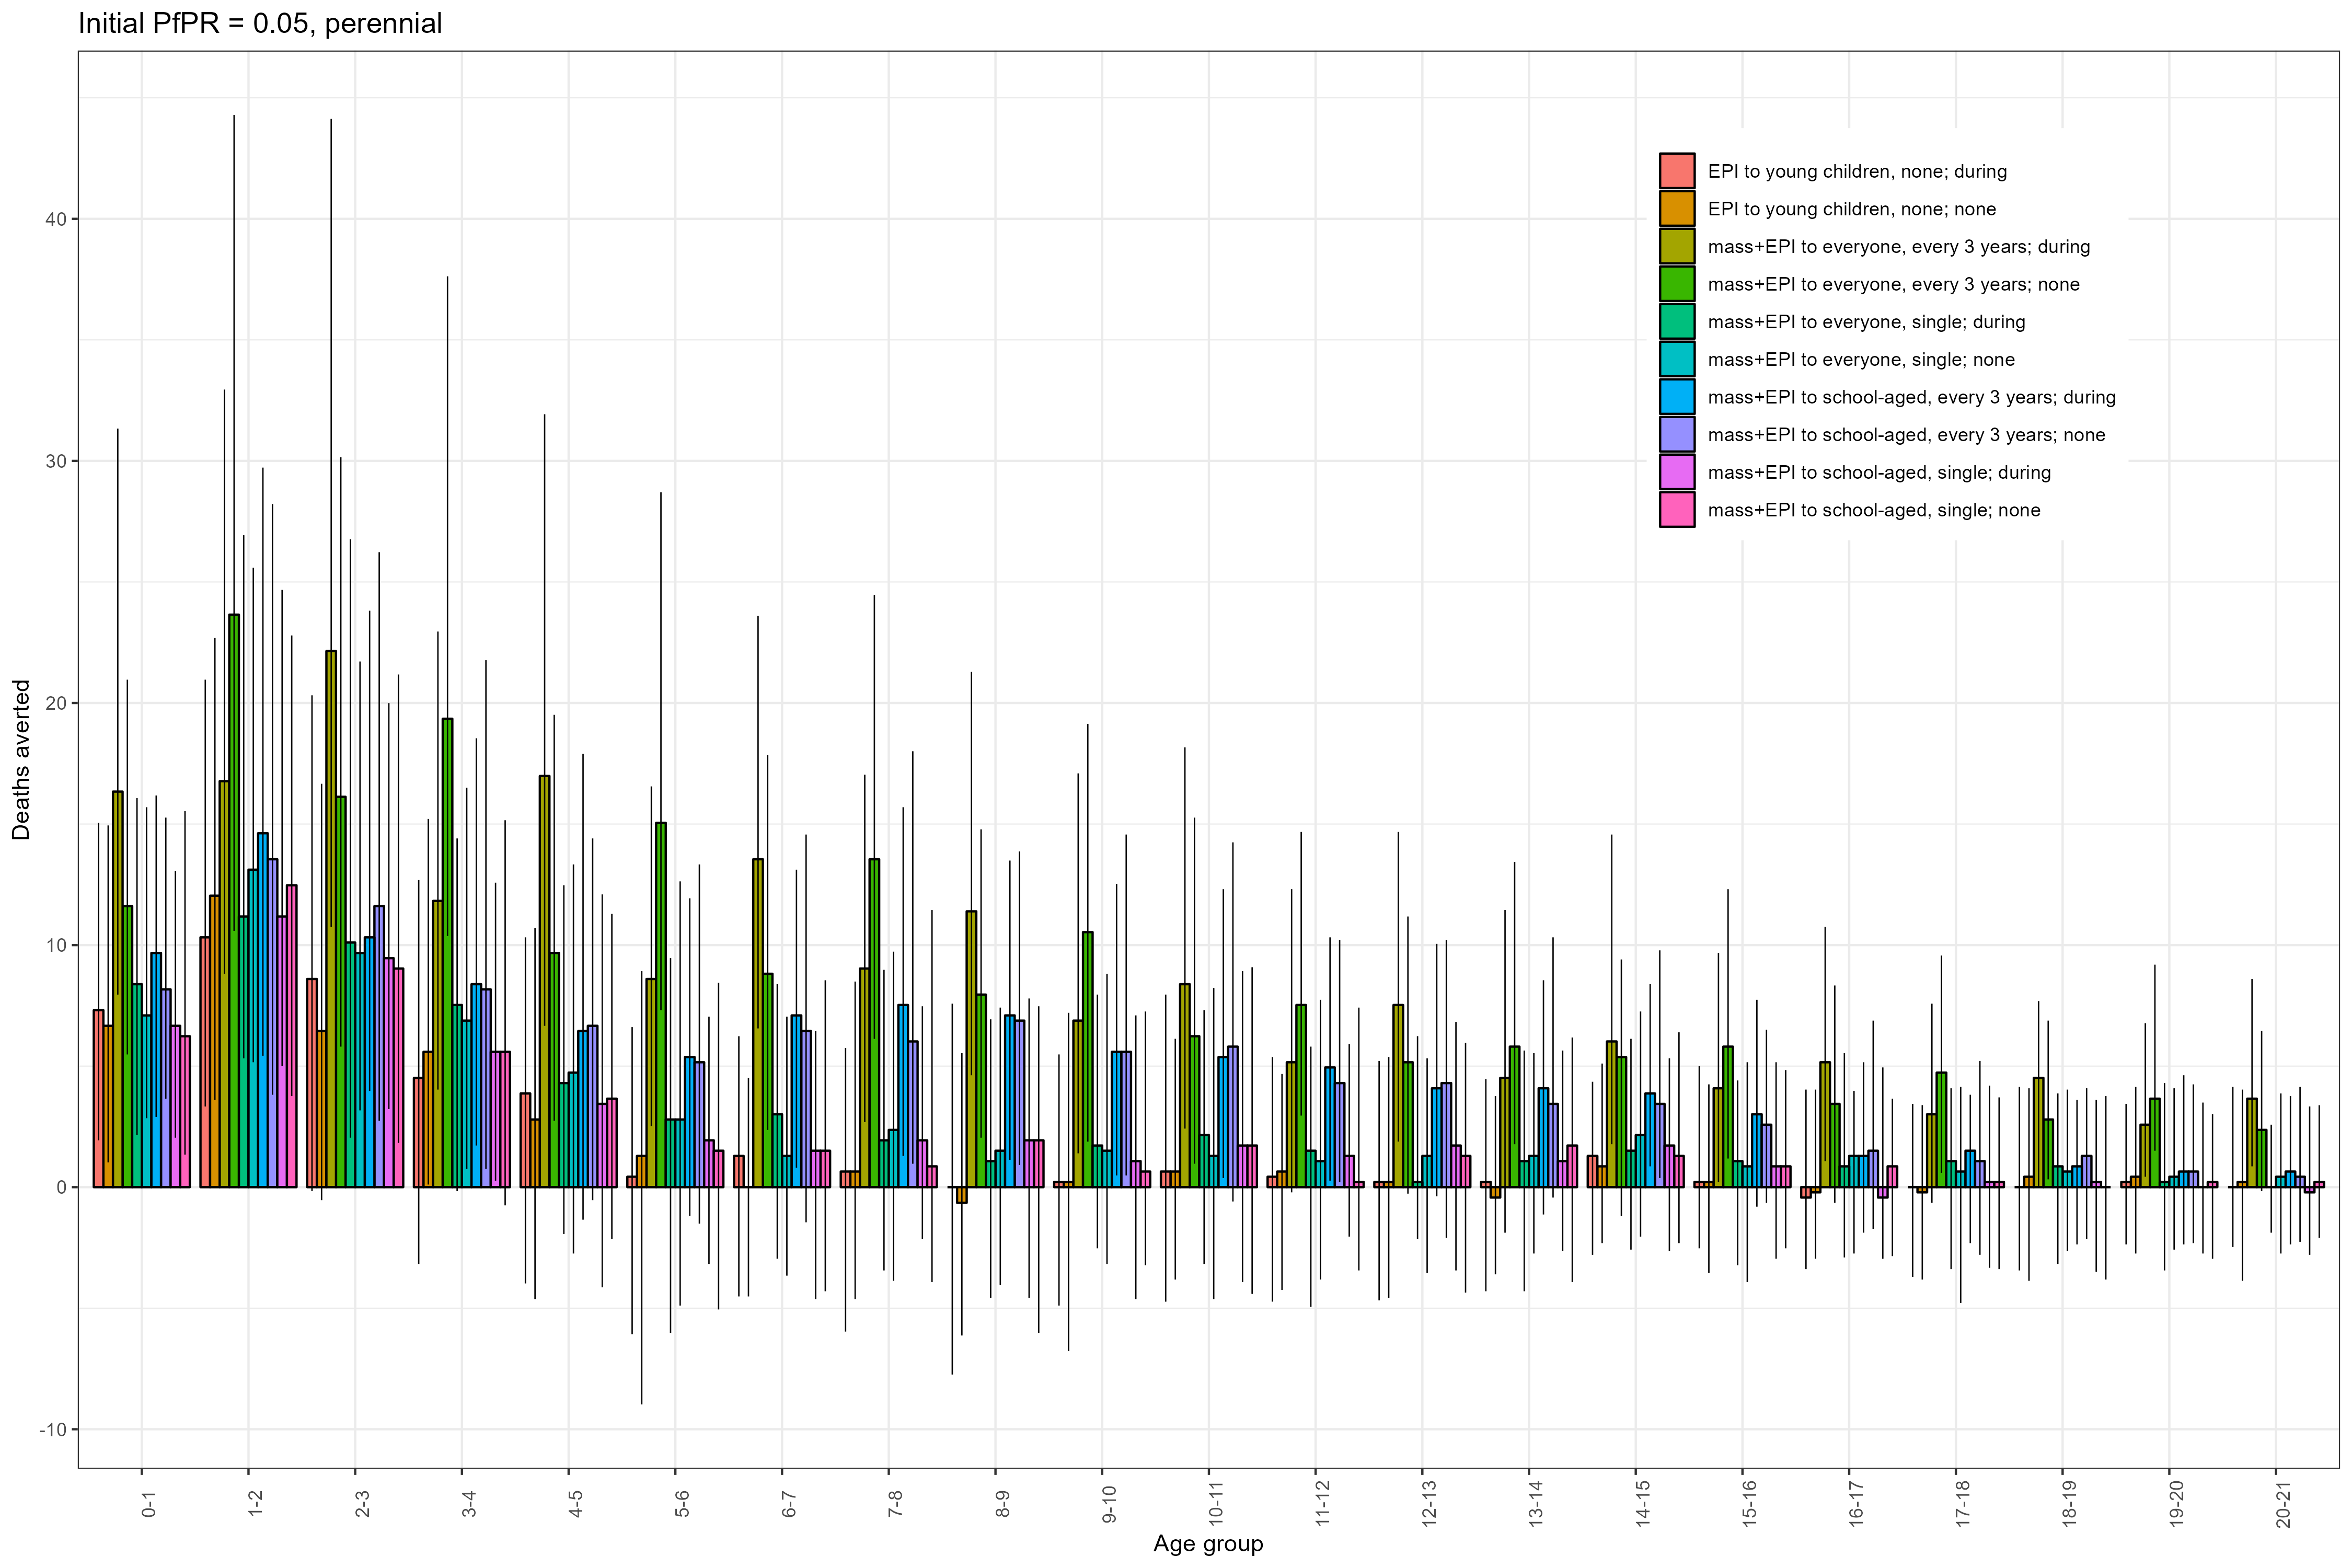 Initial PfPR = 0.05, perennial
Deaths averted
40
30
20
10
0
-10
EPI to young children, none; during
EPI to young children, none; none
mass+EPI to everyone, every 3 years; during
mass+EPI to everyone, every 3 years; none
mass+EPI to everyone, single; during
mass+EPI to everyone, single; none
mass+EPI to school-aged, every 3 years; during
mass+EPI to school-aged, every 3 years; none
mass+EPI to school-aged, single; during
mass+EPI to school-aged, single; none
0-1
1-2
2-3
3-4
4-5
5-6
6-7
7-8
8-9
9-10
10-11
11-12
12-13
13-14
14-15
15-16
16-17
17-18
18-19
19-20
20-21
Age group